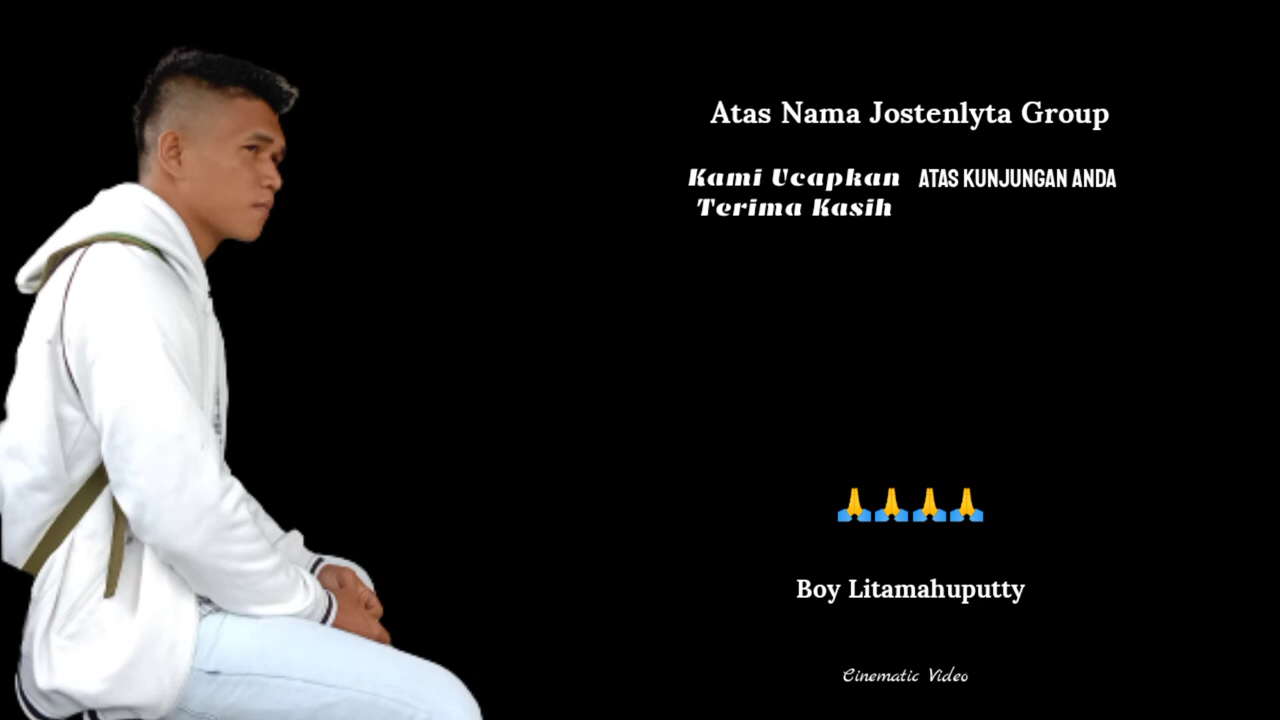 Atas Nama Jostenlyta Group
Kami Ucapkan
Terima Kasih
ATAS KUNJUNGAN ANDA
🙏🙏🙏🙏
Boy Litamahuputty
Cinematic Video